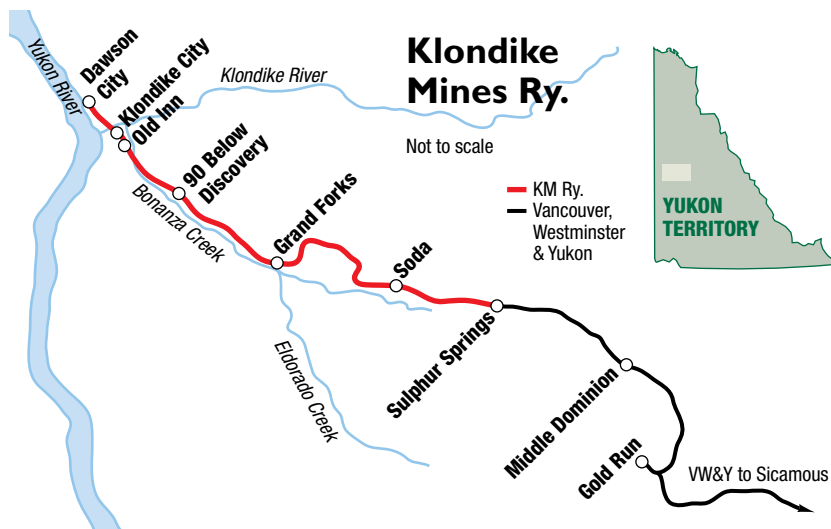 Klondike
Mines Ry.
Not to scale
Yukon River
Dawson
City
Klondike City
Old Inn
Klondike River
90 Below
Discovery
Bonanza Creek
Grand Forks
Soda
Eldorado Creek
Sulphur Springs
Middle Dominion
Gold Run
VW&Y to Sicamous
KM Ry.
Vancouver,
Westminster
& Yukon
YUKON
TERRITORY